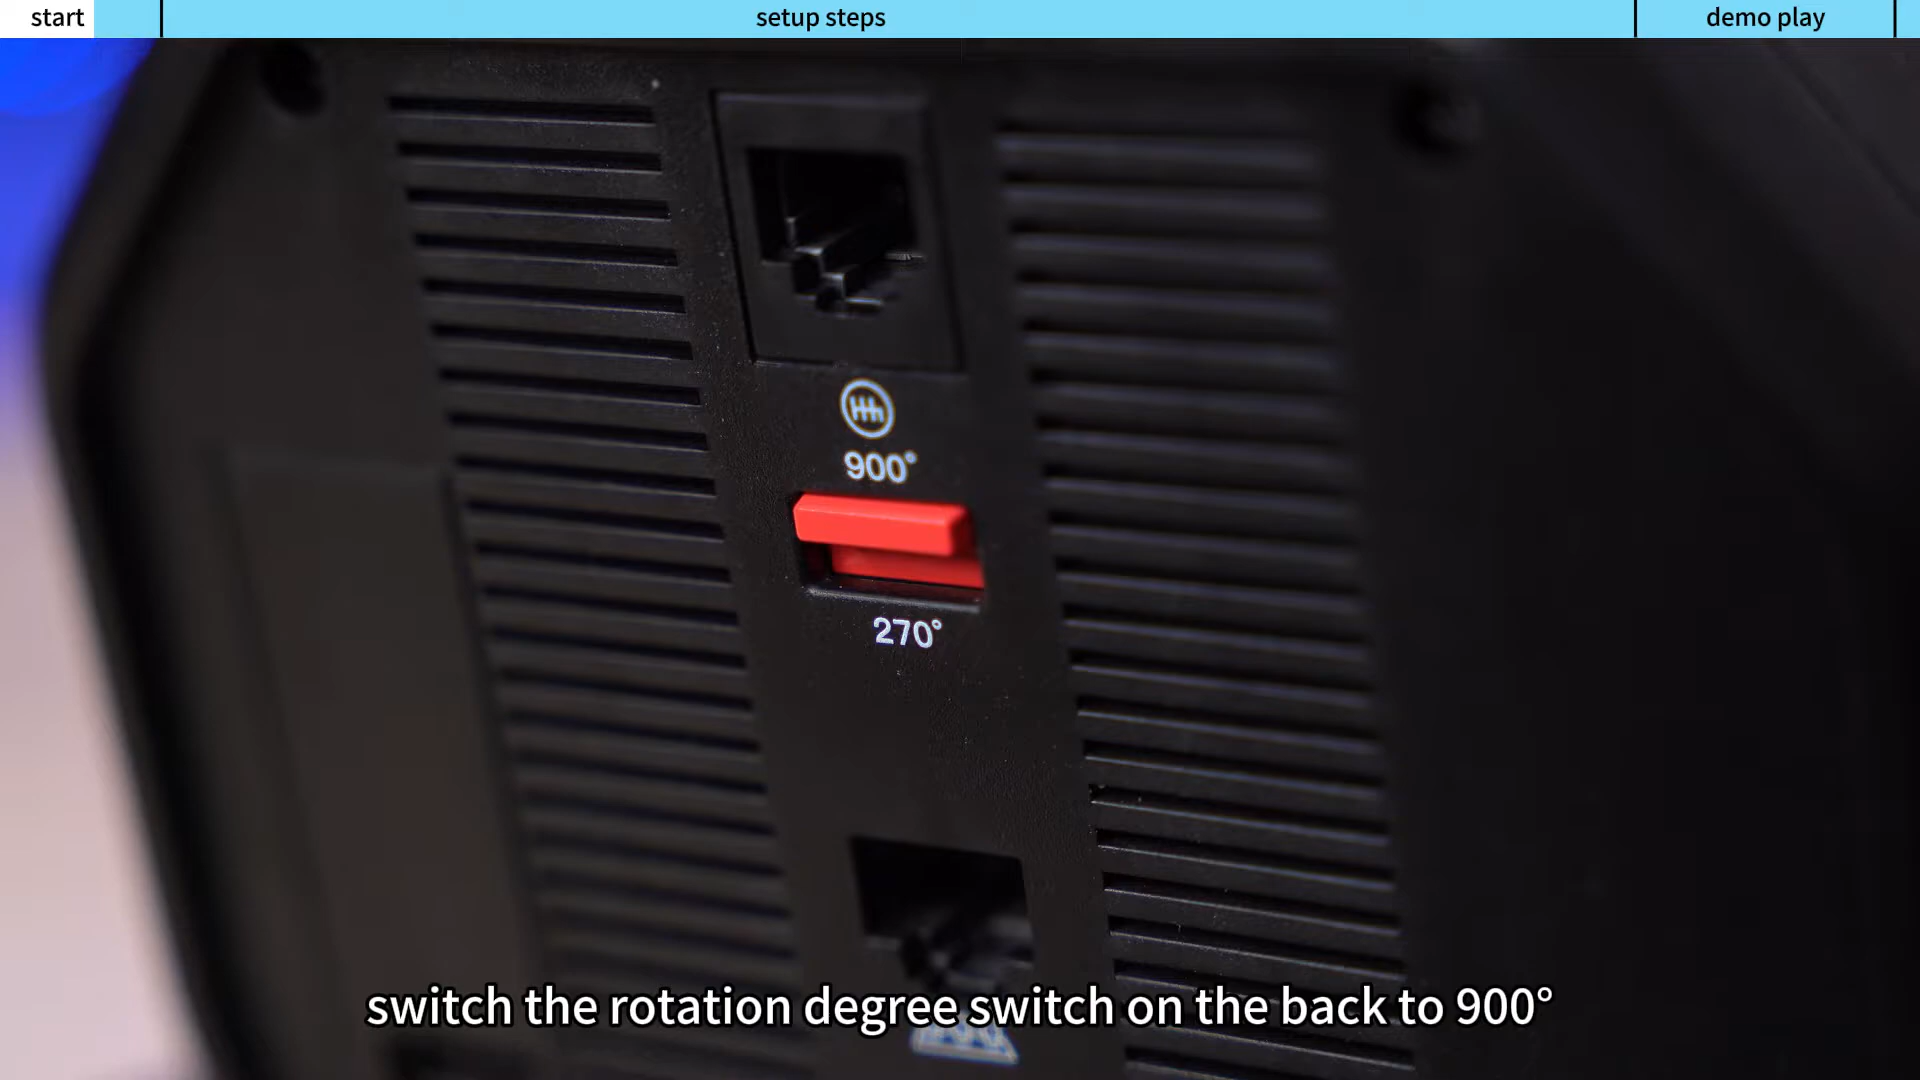 start
setup steps
demo play
900°
270°
switch the rotation degree switch on the back to 900°